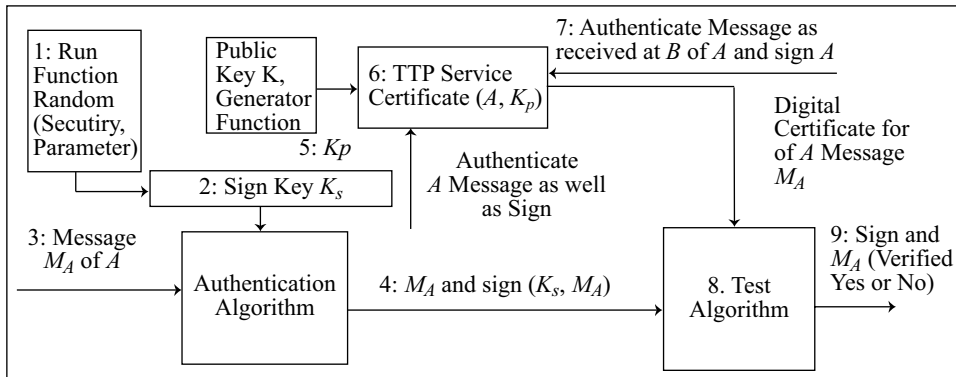 1: Run
Function
Random
(Secutiry,
Parameter)
Public
Key K,
Generator
Function
5: Kp
6: TTP Service
Certificate (A, Kp)
7: Authenticate Message as
received at B of A and sign A
Digital
Certificate for
of A Message
MA
Authenticate
A Message as well
as Sign
2: Sign Key Ks
3: Message
MA of A
Authentication
Algorithm
4: MA and sign (Ks, MA)
8. Test
Algorithm
9: Sign and
MA (Verified
Yes or No)